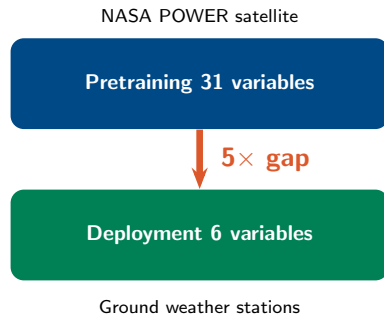 NASA POWER satellite
Pretraining 31 variables
5× gap
Deployment 6 variables
Ground weather stations